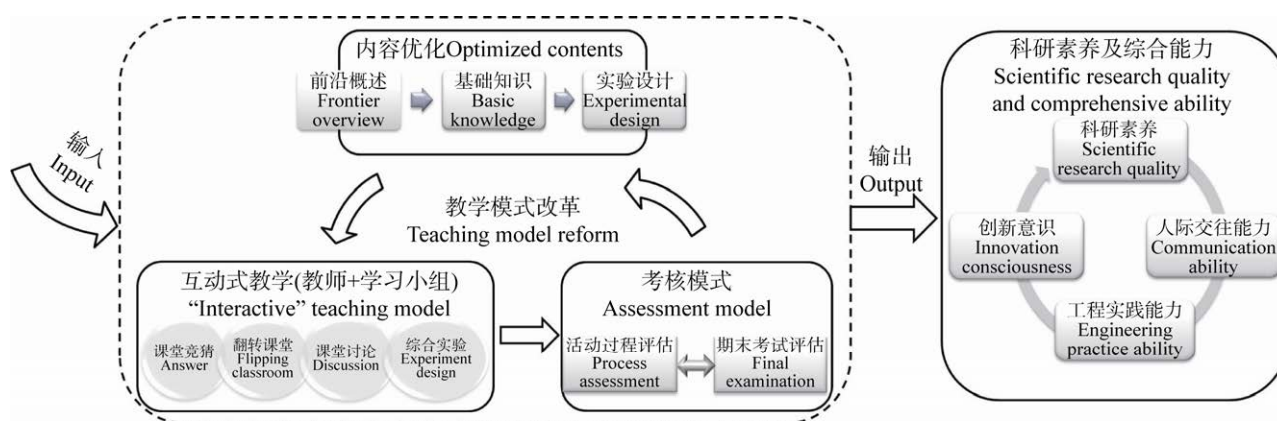 输入
Input
内容优化Optimized contents
前沿概述
Frontier
overview
基础知识
Basic
knowledge
实验设计
Experimental
design
教学模式改革
Teaching model reform
互动式教学(教师+学习小组)
“Interactive” teaching model
课堂竞猜
Answer
翻转课堂
Flipping
classroom
课堂讨论
Discussion
综合实验
Experiment
design
考核模式
Assessment model
活动过程评估
Process
assessment
期末考试评估
Final
examination
输出
Output
科研素养及综合能力
Scientific research quality
and comprehensive ability
科研素养
Scientific
research quality
人际交往能力
Communication
ability
工程实践能力
Engineering
practice ability
创新意识
Innovation
consciousness